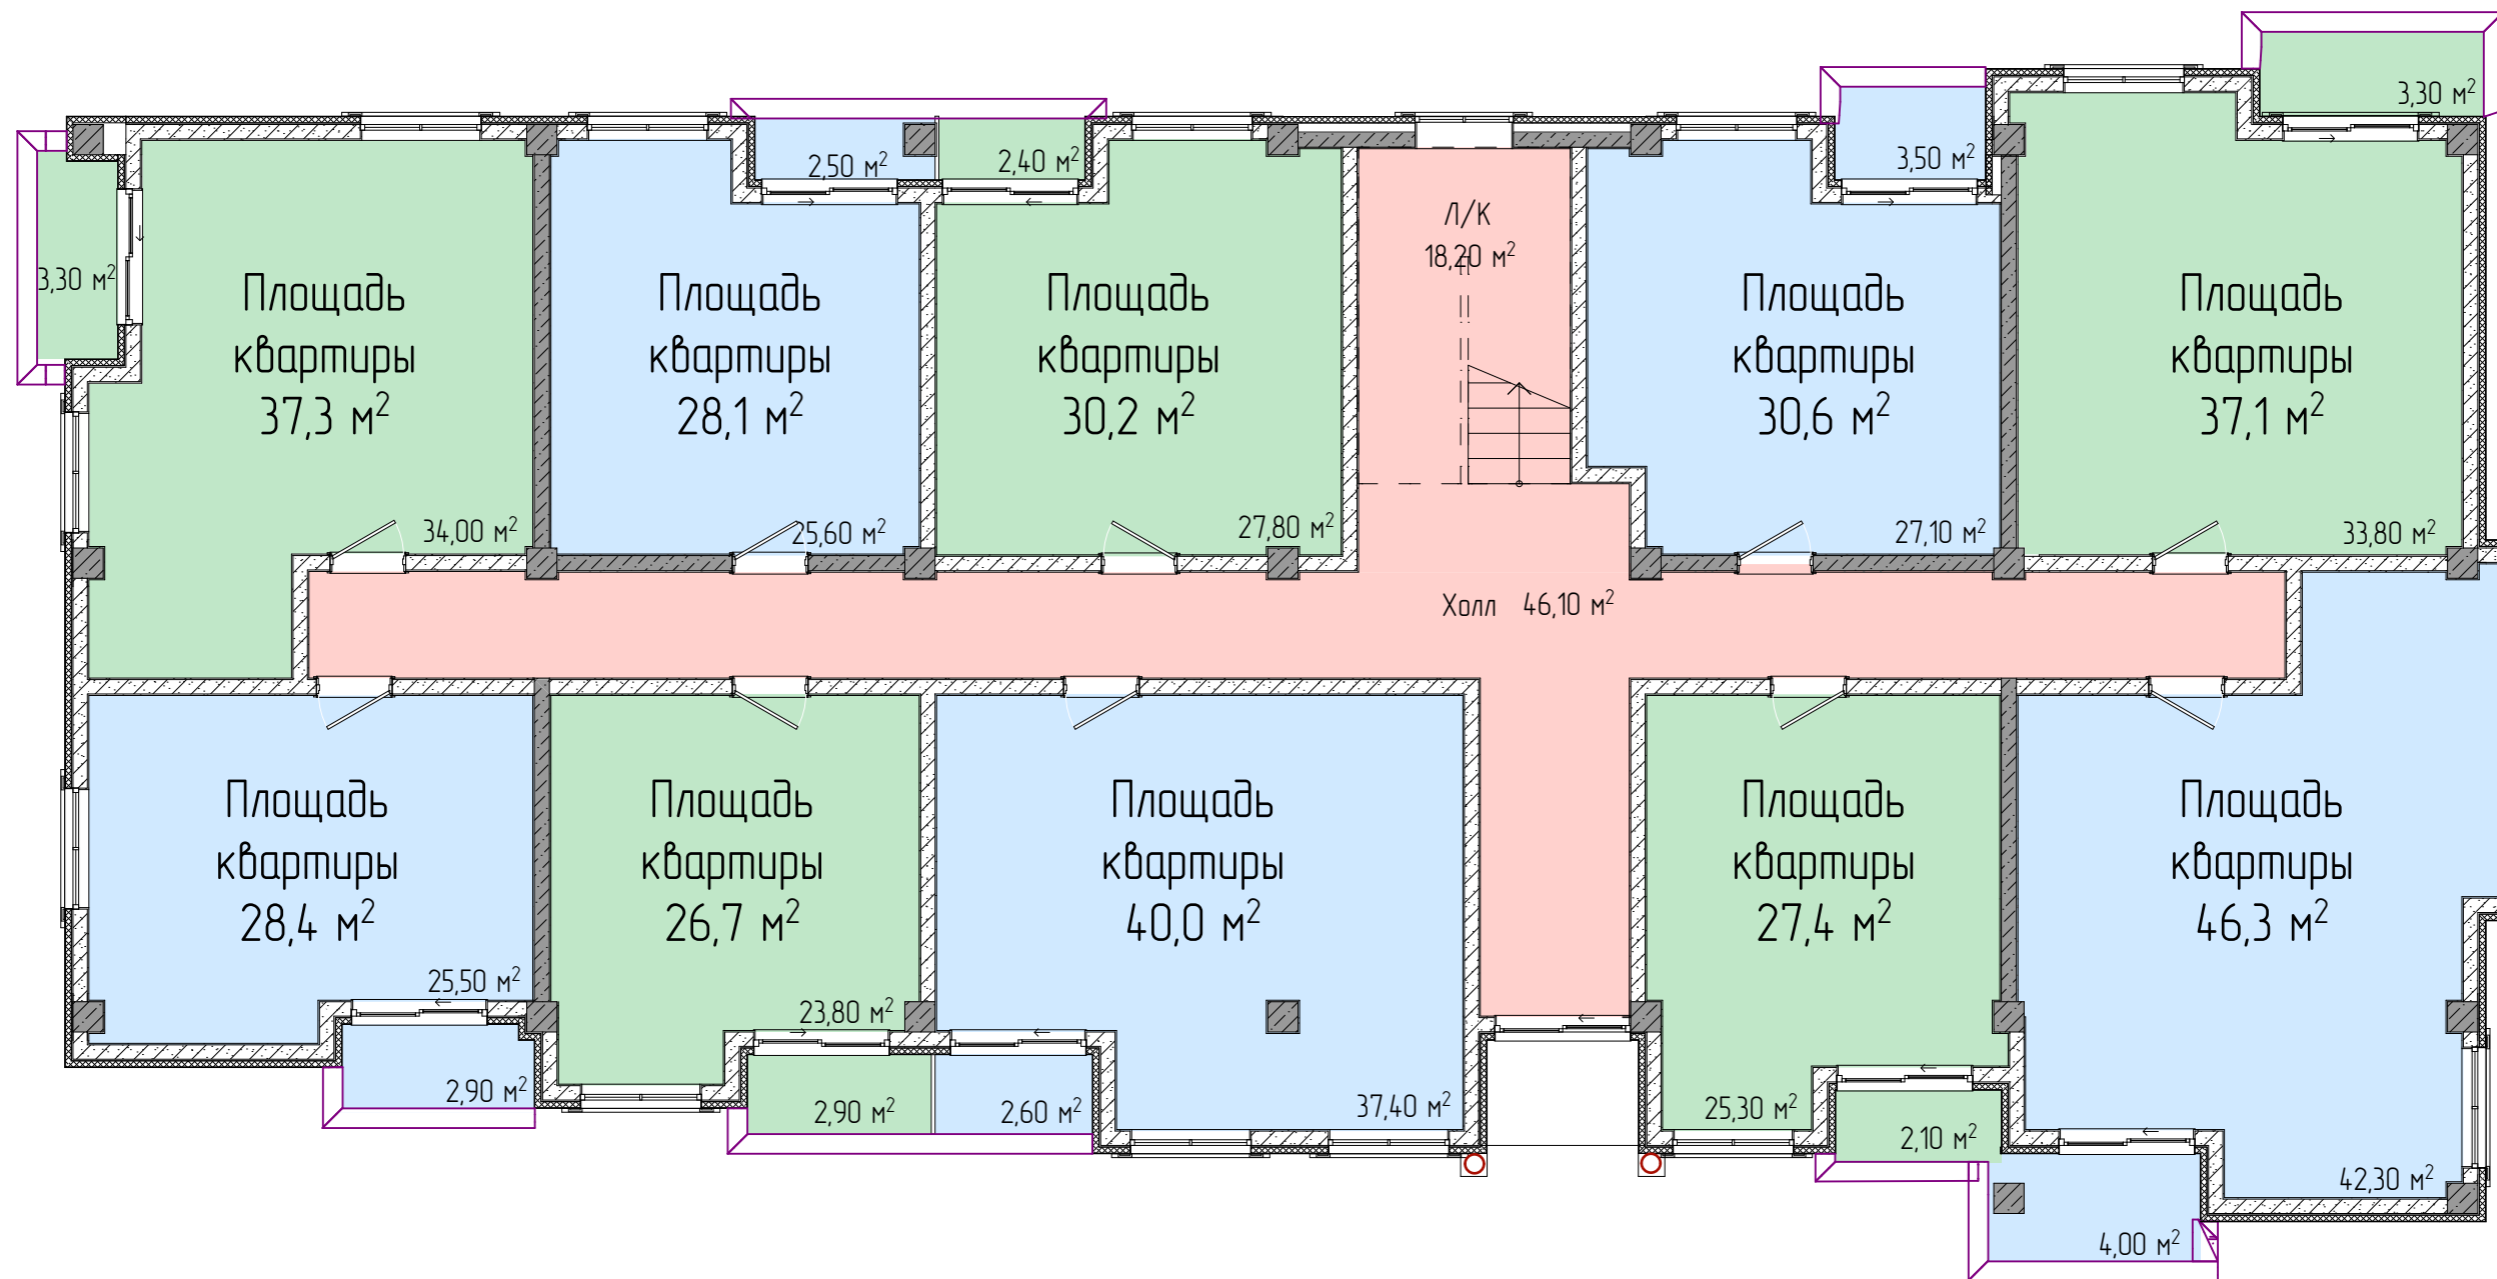 3,30 м²
2,50 м²
2,40 м²
3,50 м²
3,30 м²
Л/К
18,20 м²
Площадь
квартиры
37,3 м²
34,00 м²
Площадь
квартиры
28,1 м²
25,60 м²
Площадь
квартиры
30,2 м²
27,80 м²
Площадь
квартиры
30,6 м²
27,10 м²
Площадь
квартиры
37,1 м²
33,80 м²
Холл 46,10 м²
Площадь
квартиры
28,4 м²
25,50 м²
2,90 м²
Площадь
квартиры
26,7 м²
23,80 м²
2,90 м²
Площадь
квартиры
40,0 м²
37,40 м²
2,60 м²
Площадь
квартиры
27,4 м²
25,30 м²
2,10 м²
Площадь
квартиры
46,3 м²
42,30 м²
4,00 м²